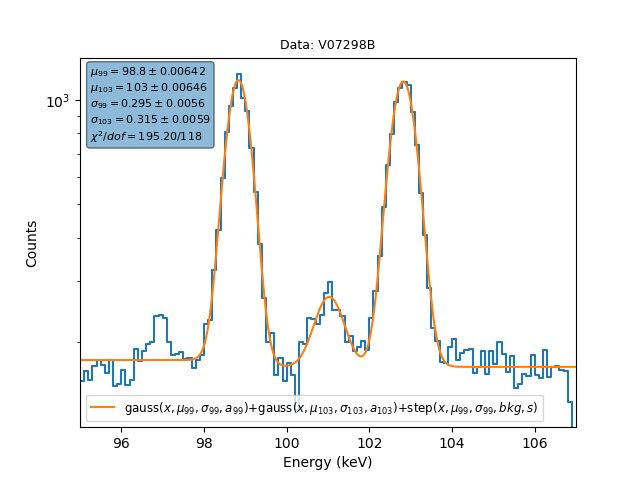 Data: V07298B
μ₉₉ = 98.8 ± 0.00642
μ₁₀₃ = 103 ± 0.00646
σ₉₉ = 0.295 ± 0.0056
σ₁₀₃ = 0.315 ± 0.0059
χ²/dof = 195.20/118
10³
Counts
gauss(x, μ₉₉, σ₉₉, a₉₉)+gauss(x, μ₁₀₃, σ₁₀₃, a₁₀₃)+step(x, μ₉₉, σ₉₉, bkg, s)
96 98 100 102 104 106
Energy (keV)